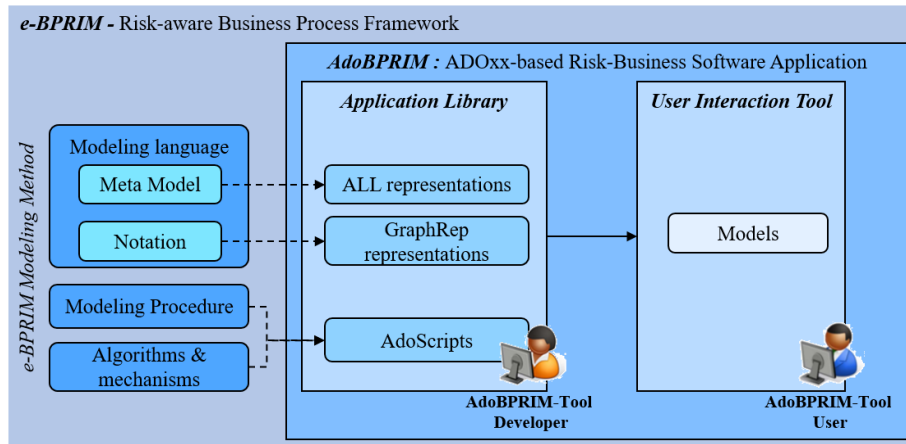 e-BPRIM - Risk-aware Business Process Framework
AdoBPRIM : ADOxx-based Risk-Business Software Application
e-BPRIM Modeling Method
Modeling language
Meta Model
Notation
Modeling Procedure
Algorithms &
mechanisms
Application Library
ALL representations
GraphRep
representations
AdoScripts
AdoBPRIM-Tool
Developer
User Interaction Tool
Models
AdoBPRIM-Tool
User